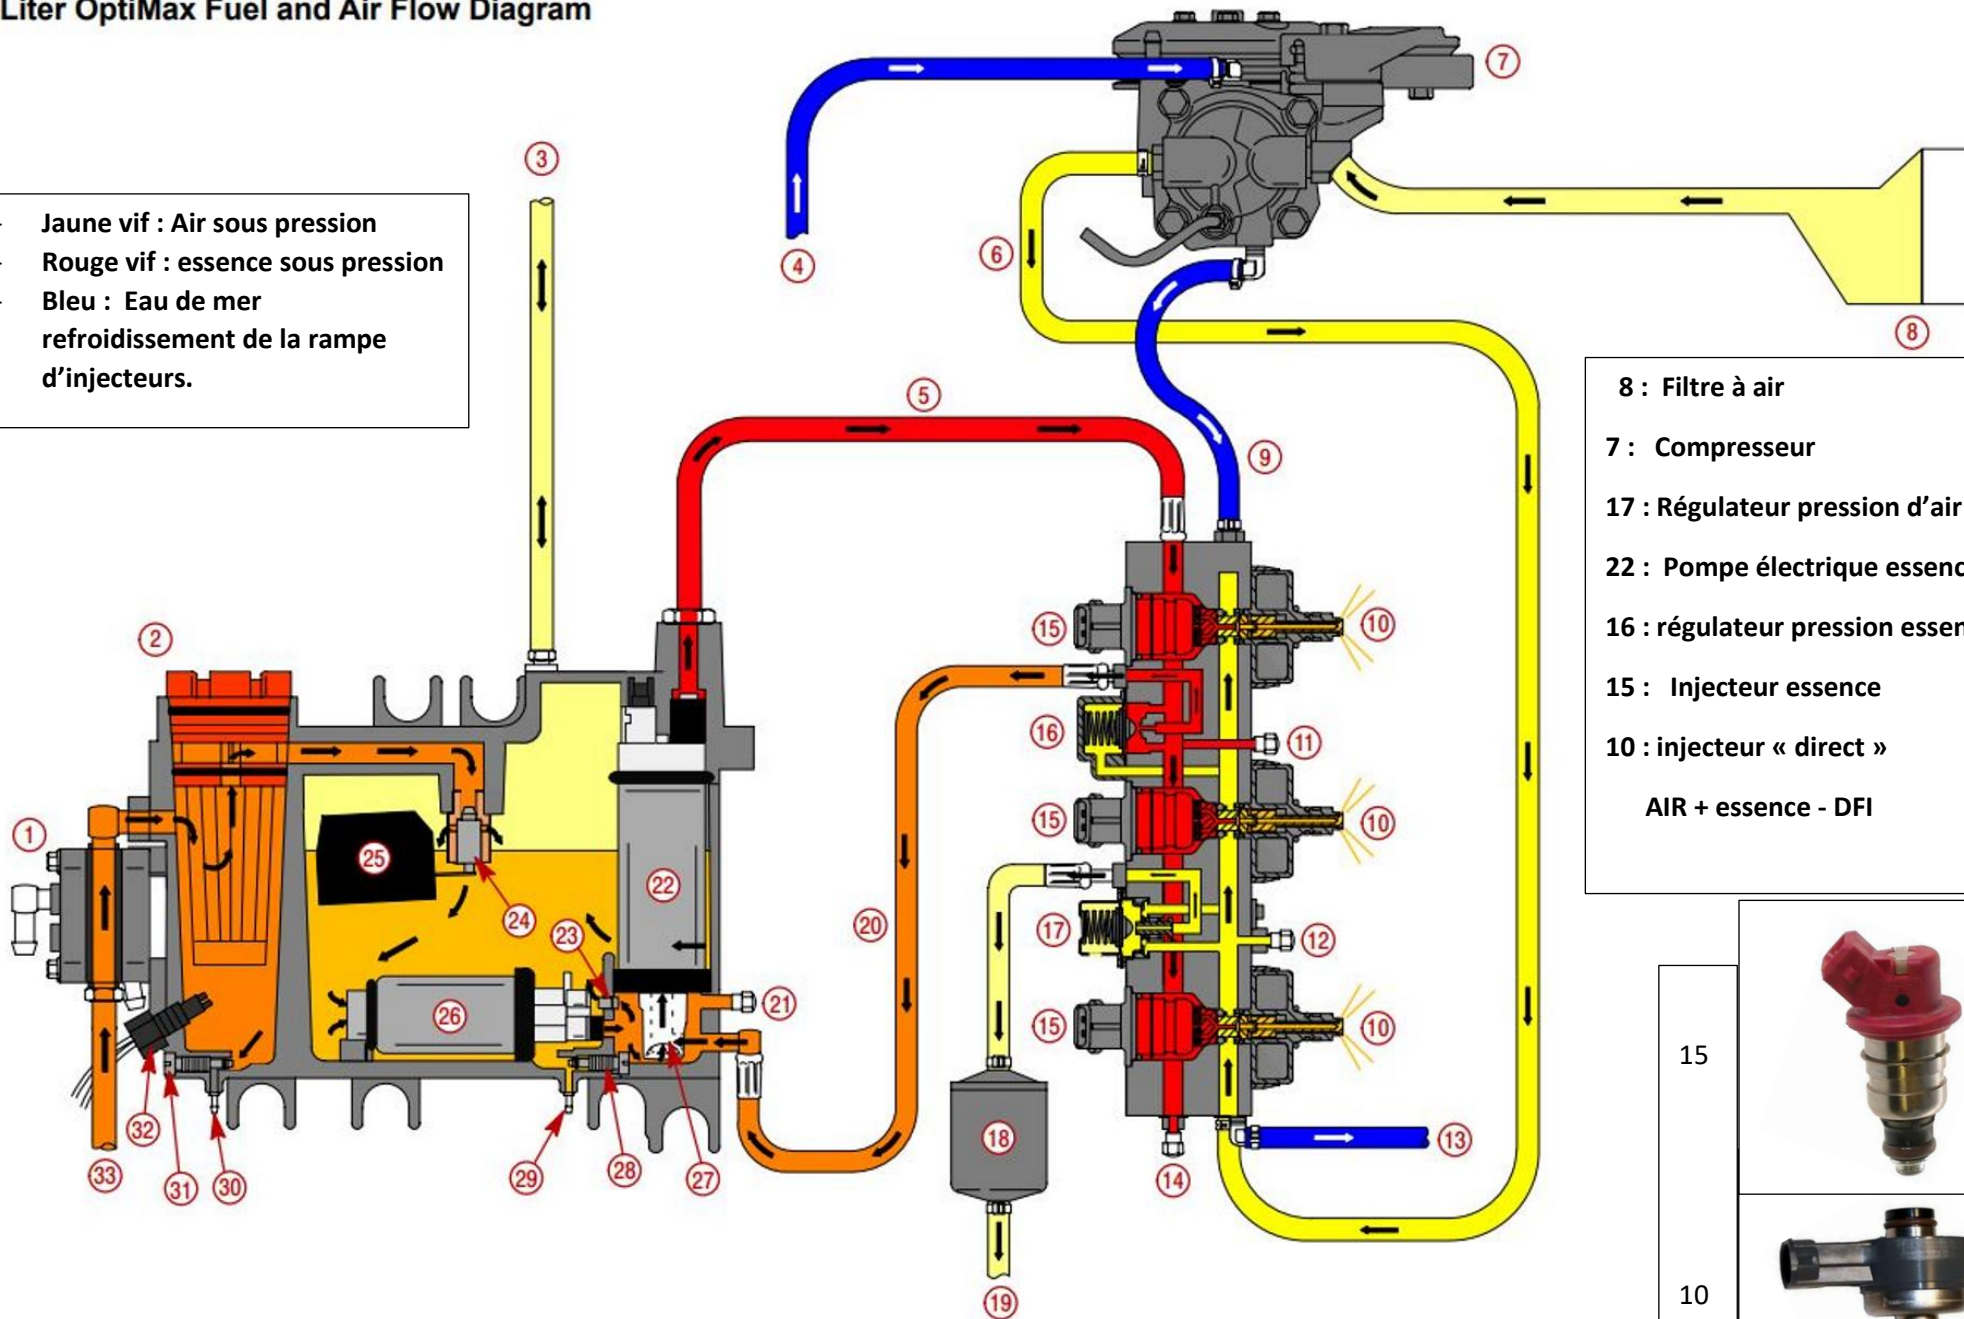 Liter OptiMax Fuel and Air Flow Diagram
- Jaune vif : Air sous pression
- Rouge vif : essence sous pression
- Bleu : Eau de mer
refroidissement de la rampe
d'injecteurs.
3
4
7
6
8
5
9
2
1
15
10
16
11
15
10
25
22
24
23
20
17
12
26
21
15
10
32
33
31
30
29
28
27
18
13
14
19
8 : Filtre à air
7 : Compresseur
17 : Régulateur pression d'air
22 : Pompe électrique essenc
16 : régulateur pression essen
15 : Injecteur essence
10 : injecteur « direct »
AIR + essence - DFI
15
10